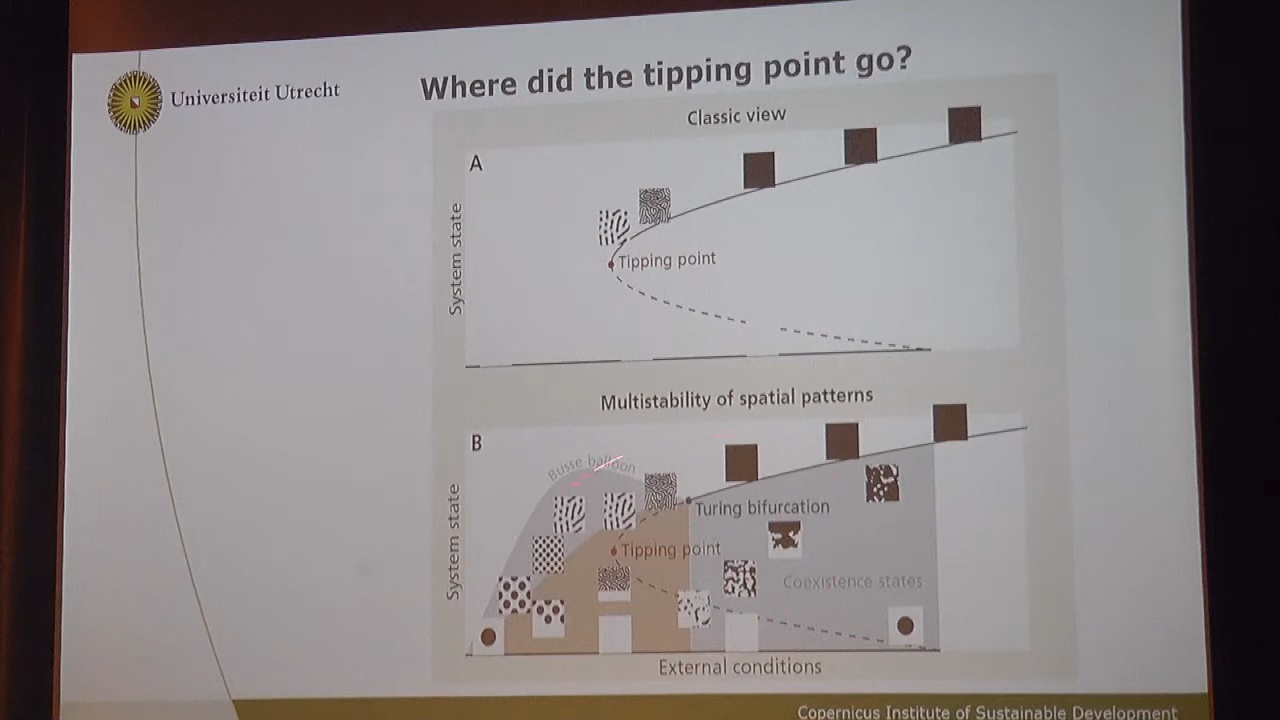 Universiteit Utrecht
Where did the tipping point go?
Classic view
A
System state
Tipping point
Multistability of spatial patterns
B
System state
Busse balloon
Turing bifurcation
Tipping point
Coexistence states
External conditions
Copernicus Institute of Sustainable Development